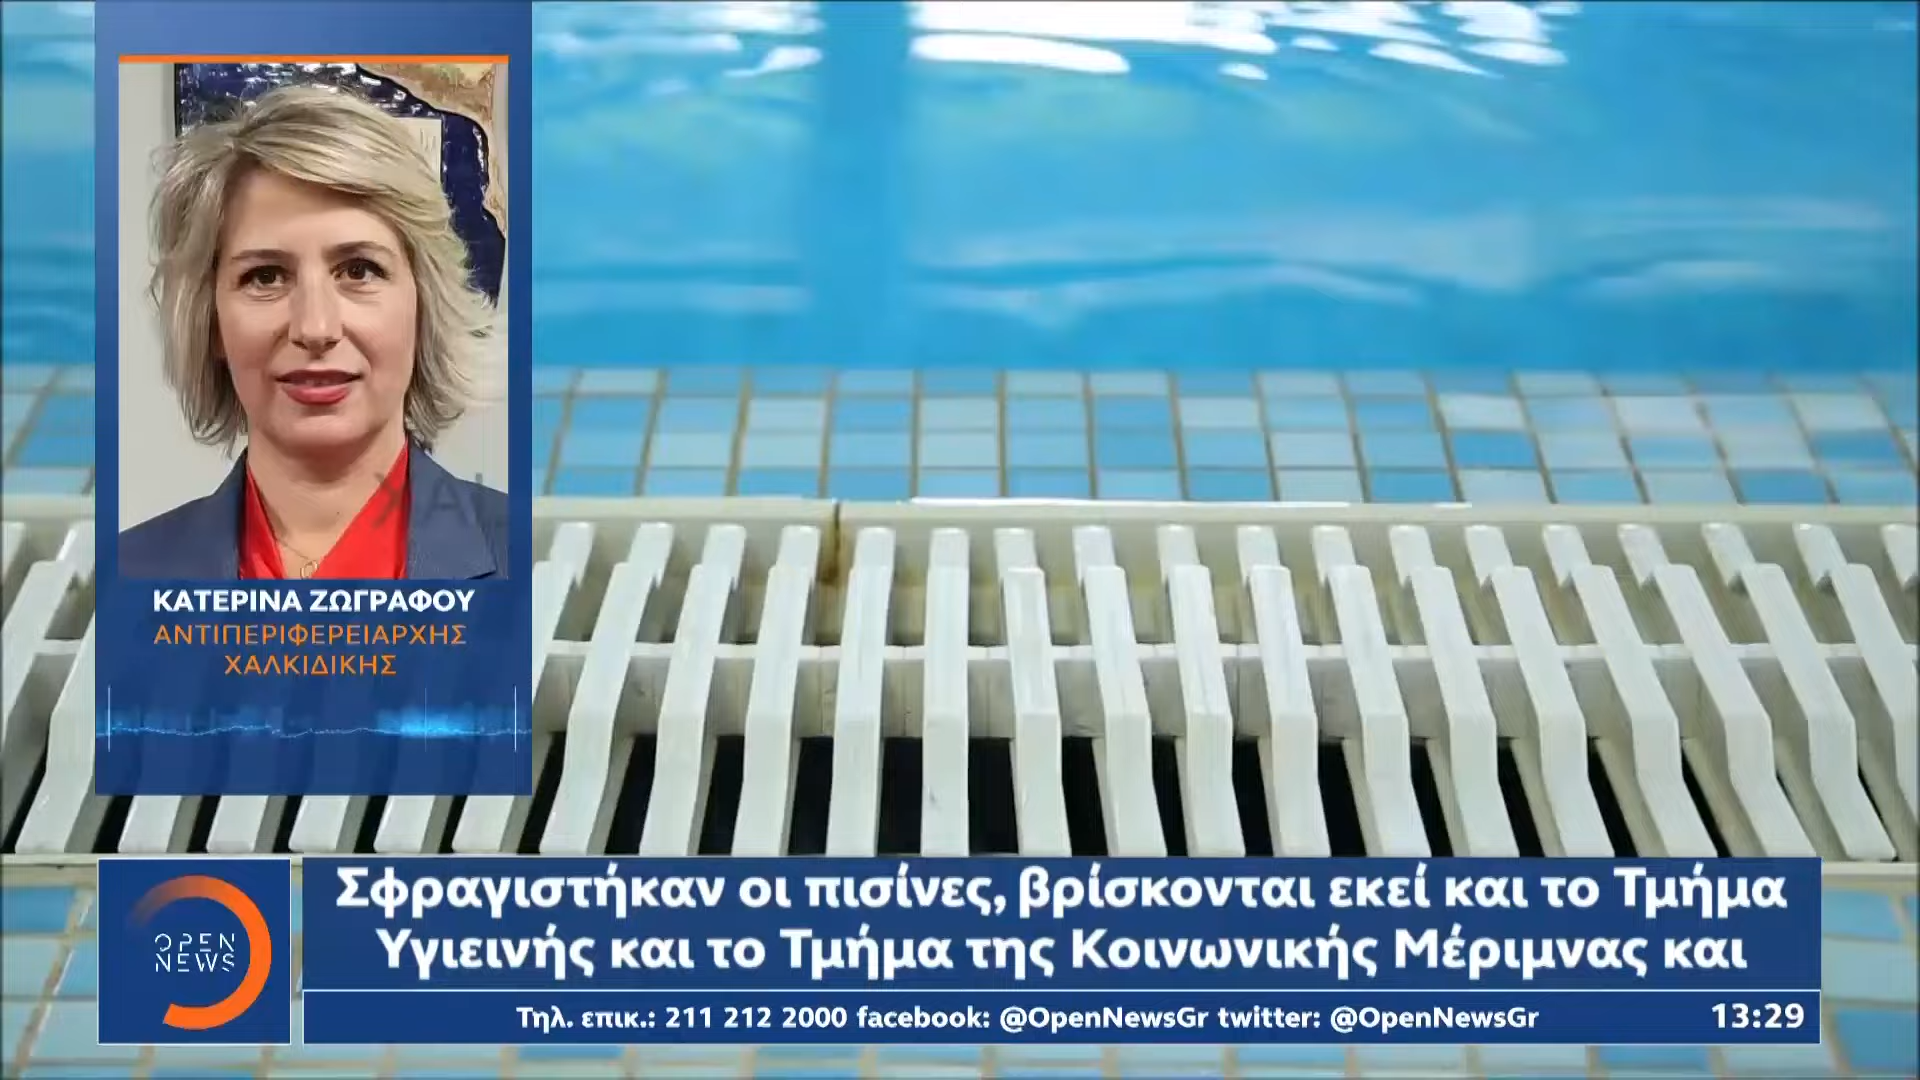 ΧΑΛ
ΚΑΤΕΡΙΝΑ ΖΩΓΡΑΦΟΥ
ΑΝΤΙΠΕΡΙΦΕΡΕΙΑΡΧΗΣ
ΧΑΛΚΙΔΙΚΗΣ
OPEN
NEWS
Σφραγιστήκαν οι πισίνες, βρίσκονται εκεί και το Τμήμα
Υγιεινής και το Τμήμα της Κοινωνικής Μέριμνας και
Τηλ. επικ.: 211 212 2000 facebook: @OpenNewsGr twitter: @OpenNewsGr
13:29